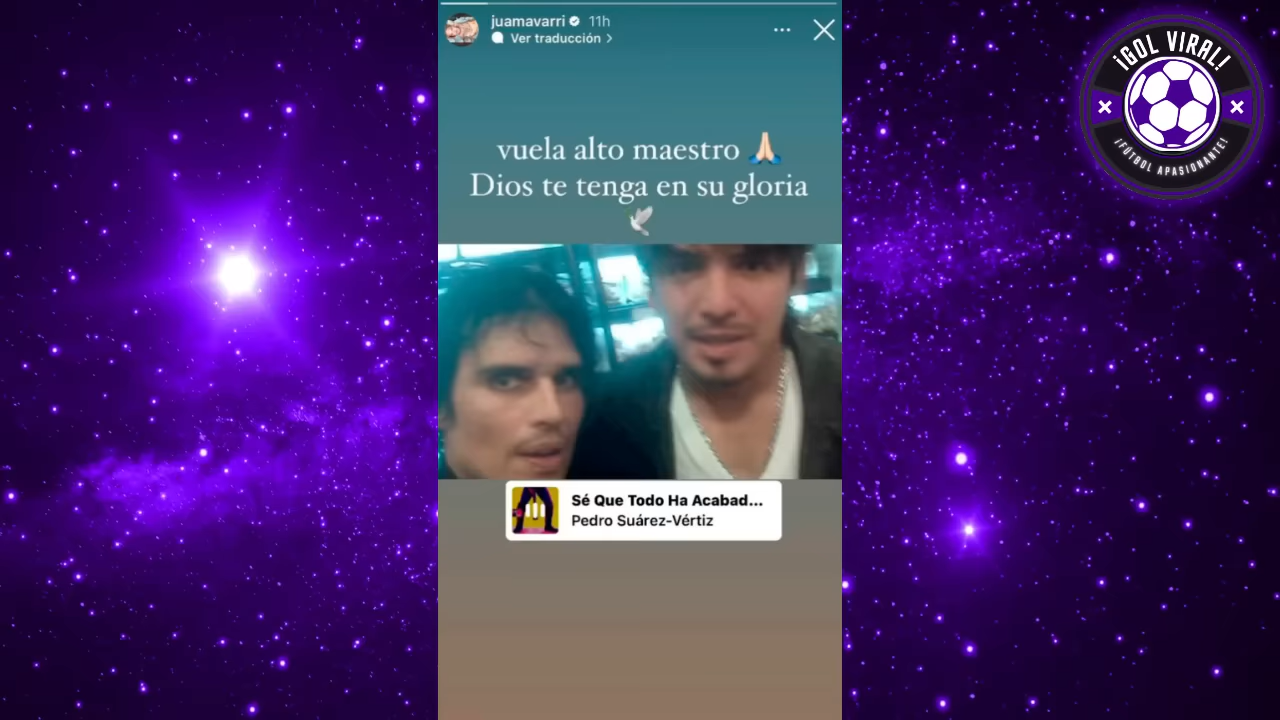 juamavarri 11h
Ver traducción
vuela alto maestro 🙏🏻
Dios te tenga en su gloria
🕊️
Sé Que Todo Ha Acabad...
Pedro Suárez-Vértiz
¡GOL VIRAL!
¡FÚTBOL APASIONANTE!